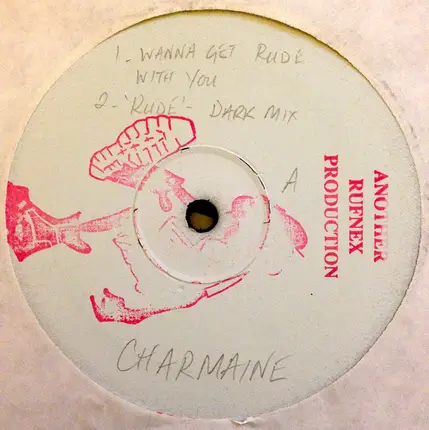 1 - WANNA GET RUDE
WITH YOU
2 - 'RUDE' - DARK MIX
A
ANOTHER
RUFNEX
PRODUCTION
CHARMAINE